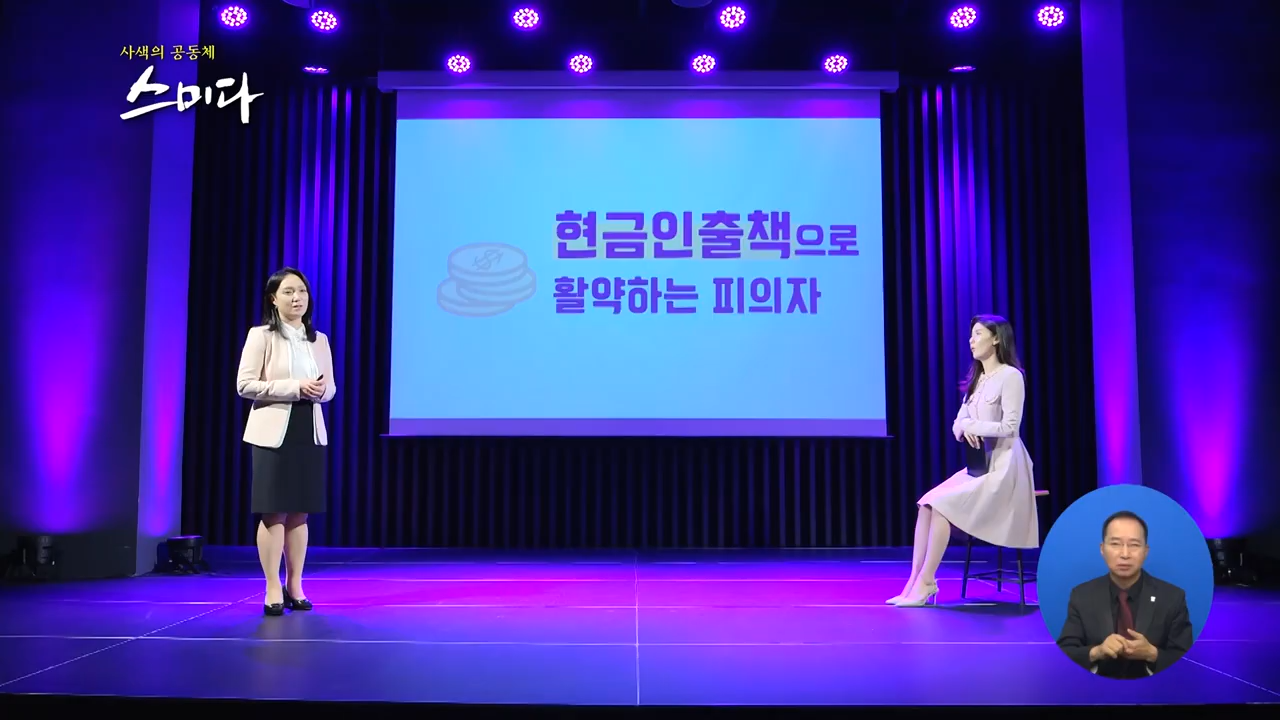 사색의 공동체
스미다
현금인출책으로
활약하는 피의자